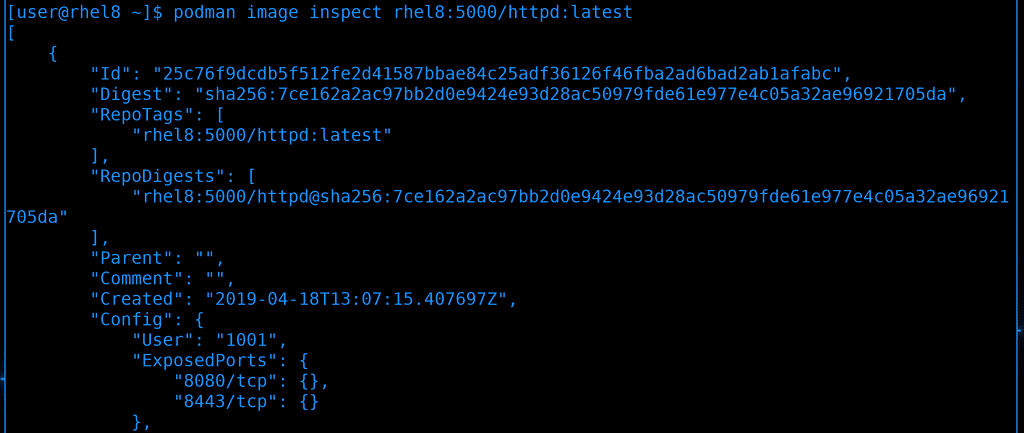 [user@rhel8 ~]$ podman image inspect rhel8:5000/httpd:latest
[
    {
        "Id": "25c76f9dcdb5f512fe2d41587bbae84c25adf36126f46fba2ad6bad2ab1afabc",
        "Digest": "sha256:7ce162a2ac97bb2d0e9424e93d28ac50979fde61e977e4c05a32ae96921705da",
        "RepoTags": [
            "rhel8:5000/httpd:latest"
        ],
        "RepoDigests": [
            "rhel8:5000/httpd@sha256:7ce162a2ac97bb2d0e9424e93d28ac50979fde61e977e4c05a32ae96921
705da"
        ],
        "Parent": "",
        "Comment": "",
        "Created": "2019-04-18T13:07:15.407697Z",
        "Config": {
            "User": "1001",
            "ExposedPorts": {
                "8080/tcp": {},
                "8443/tcp": {}
            },